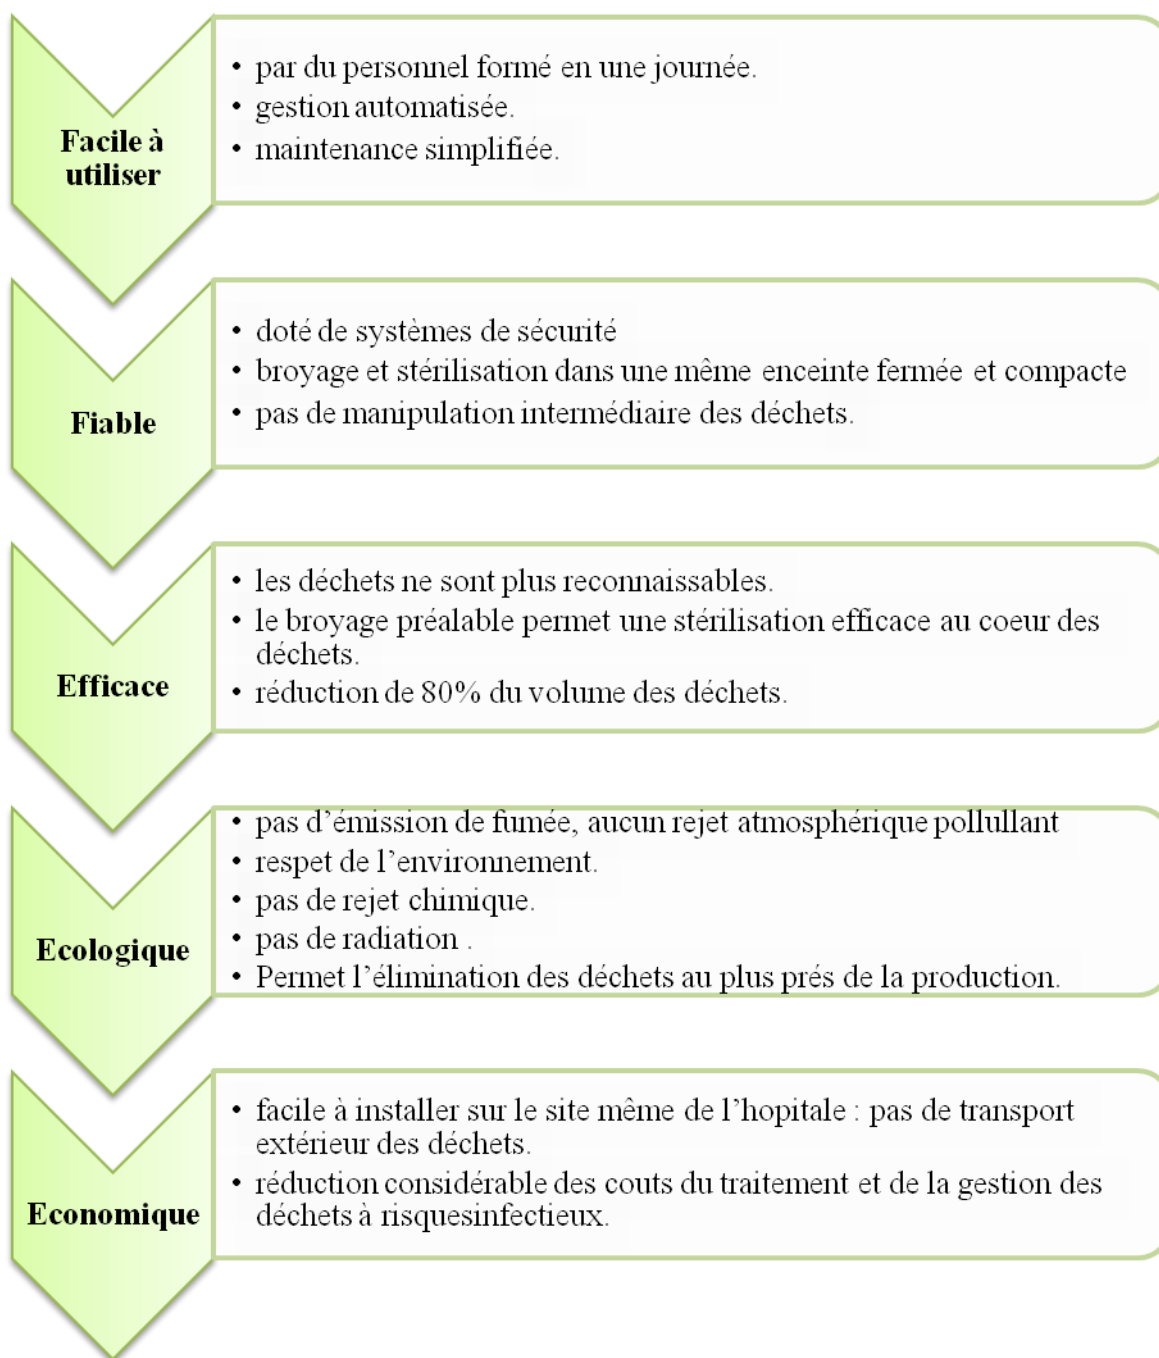 Facile à
utiliser
• par du personnel formé en une journée.
• gestion automatisée.
• maintenance simplifiée.
Fiable
• doté de systèmes de sécurité
• broyage et stérilisation dans une même enceinte fermée et compacte
• pas de manipulation intermédiaire des déchets.
Efficace
• les déchets ne sont plus reconnaissables.
• le broyage préalable permet une stérilisation efficace au coeur des
déchets.
• réduction de 80% du volume des déchets.
Ecologique
• pas d’émission de fumée, aucun rejet atmosphérique pollullant
• respet de l’environnement.
• pas de rejet chimique.
• pas de radiation .
• Permet l’élimination des déchets au plus prés de la production.
Economique
• facile à installer sur le site même de l’hopitale : pas de transport
extérieur des déchets.
• réduction considérable des couts du traitement et de la gestion des
déchets à risquesinfectieux.